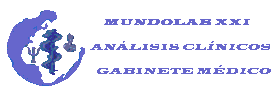 MUNDOLAB XXI
ANÁLISIS CLÍNICOS
GABINETE MÉDICO